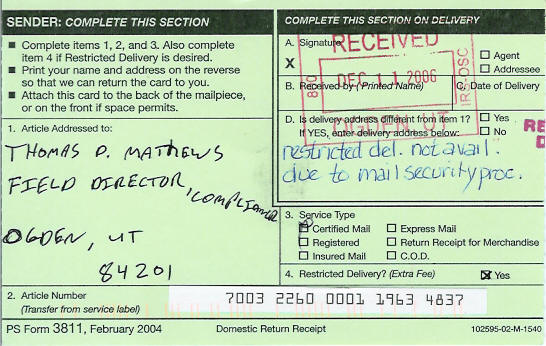 SENDER: COMPLETE THIS SECTION
■ Complete items 1, 2, and 3. Also complete
item 4 if Restricted Delivery is desired.
■ Print your name and address on the reverse
so that we can return the card to you.
■ Attach this card to the back of the mailpiece,
or on the front if space permits.
1. Article Addressed to:
THOMAS D. MATHEWS
FIELD DIRECTOR, COMPLIANCE
OGDEN, UT
84201
2. Article Number
(Transfer from service label)
7003 2260 0001 1963 4837
COMPLETE THIS SECTION ON DELIVERY
A. Signature
X
☐ Agent
☐ Addressee
RECEIVED
DEC 11 2006
IRS-OSC
OGDEN, UT
B. Received by (Printed Name)
C. Date of Delivery
D. Is delivery address different from item 1? ☐ Yes
If YES, enter delivery address below: ☐ No
RE
D
restricted del. not avail.
due to mail security proc.
3. Service Type
Certified Mail ☐ Express Mail
☐ Registered ☐ Return Receipt for Merchandise
☐ Insured Mail ☐ C.O.D.
4. Restricted Delivery? (Extra Fee) ☒ Yes
PS Form 3811, February 2004 Domestic Return Receipt 102595-02-M-1540